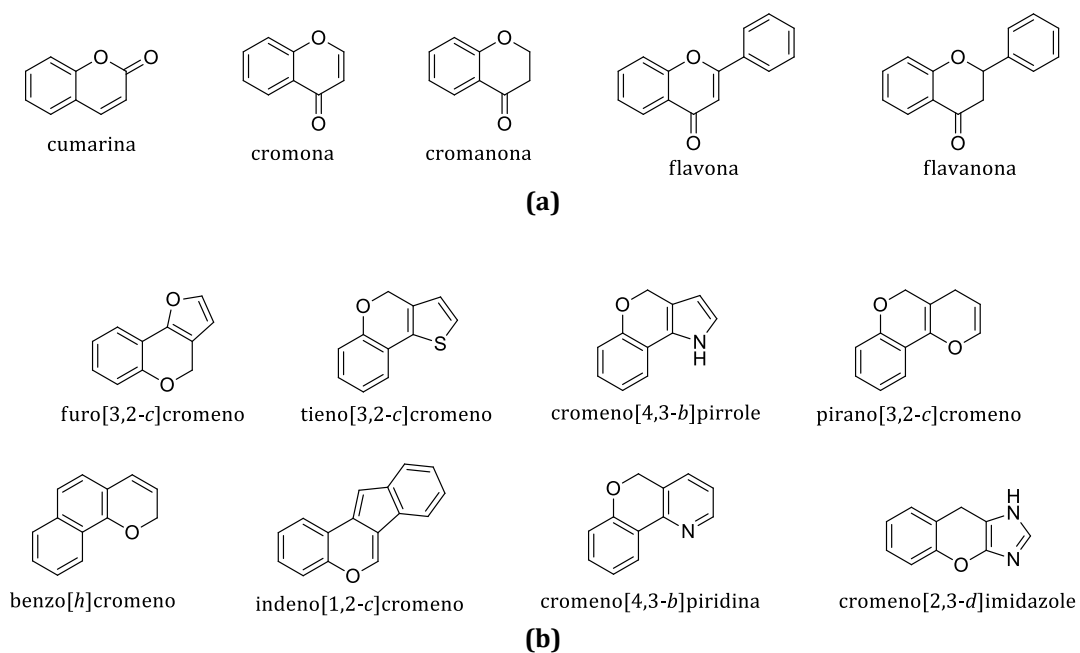 O O
cumarina
O
O
cromona
O
O
cromanona
O
O
flavona
O
O
flavanona
(a)
O
O
furo[3,2-c]cromeno
O
S
tieno[3,2-c]cromeno
O
N
H
cromeno[4,3-b]pirrole
O
O
pirano[3,2-c]cromeno
O
benzo[h]cromeno
O
indeno[1,2-c]cromeno
O
N
cromeno[4,3-b]piridina
H
N
O N
cromeno[2,3-d]imidazole
(b)